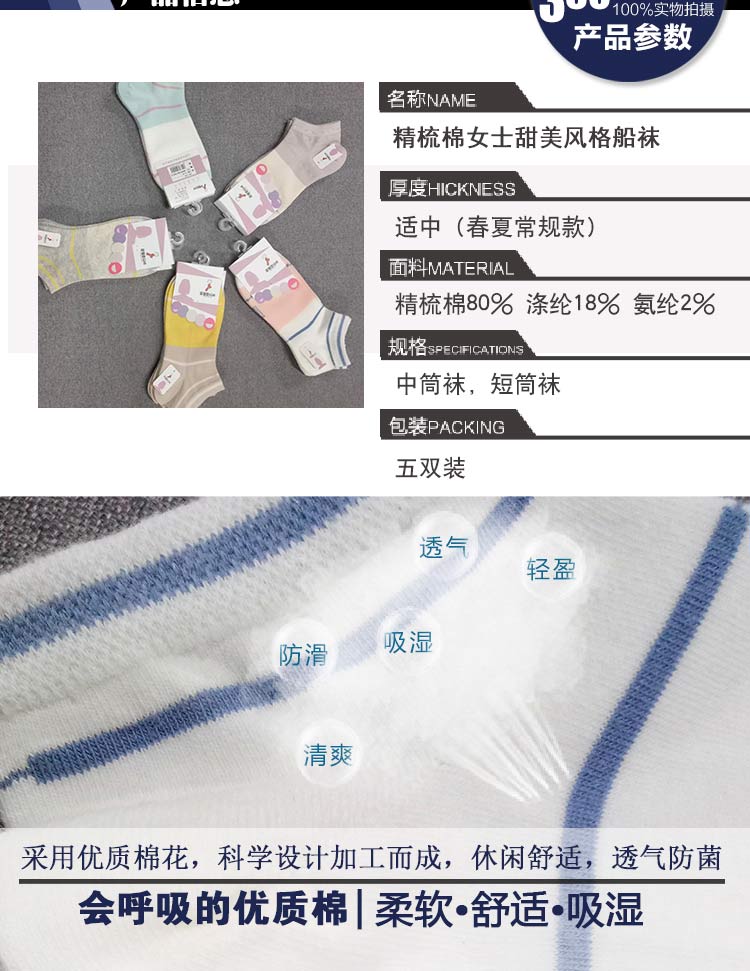 100%实物拍摄
产品参数
名称NAME
精梳棉女士甜美风格船袜
厚度HICKNESS
适中（春夏常规款）
面料MATERIAL
精梳棉80% 涤纶18% 氨纶2%
规格SPECIFICATIONS
中筒袜，短筒袜
包装PACKING
五双装
透气
轻盈
吸湿
防滑
清爽
采用优质棉花，科学设计加工而成，休闲舒适，透气防菌
会呼吸的优质棉|柔软•舒适•吸湿